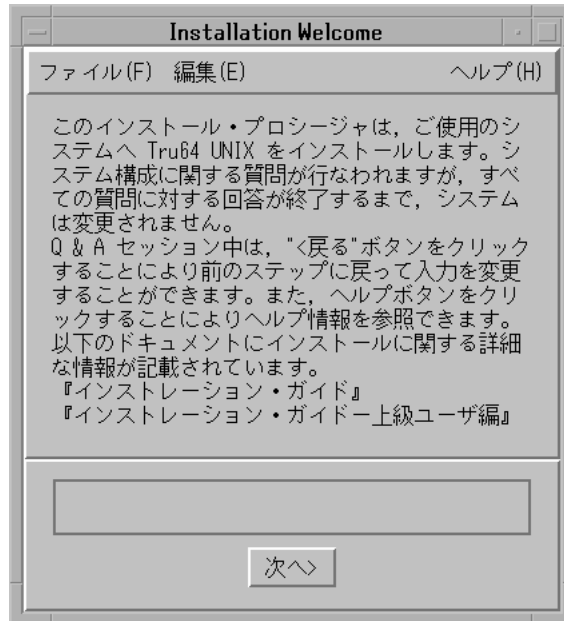 Installation Welcome
ファイル(F) 編集(E) ヘルプ(H)
このインストール・プロシージャは，ご使用のシ
ステムへ Tru64 UNIX をインストールします。シ
ステム構成に関する質問が行なわれますが，すべ
ての質問に対する回答が終了するまで，システム
は変更されません。
Q & A セッション中は，"<戻る"ボタンをクリック
することにより前のステップに戻って入力を変更
することができます。また，ヘルプボタンをクリ
ックすることによりヘルプ情報を参照できます。
以下のドキュメントにインストールに関する詳細
な情報が記載されています。
『インストレーション・ガイド』
『インストレーション・ガイドー上級ユーザ編』
次へ>